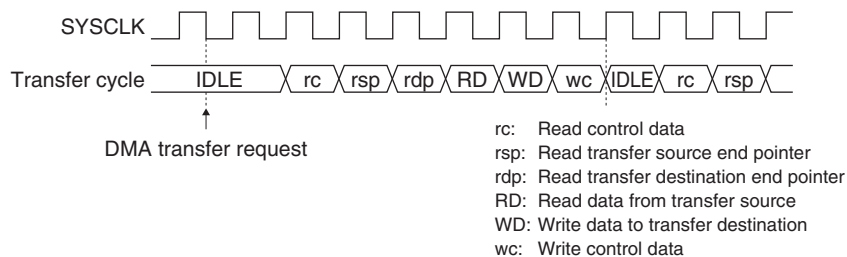 SYSCLK
Transfer cycle IDLE rc rsp rdp RD WD wc IDLE rc rsp
DMA transfer request
rc: Read control data
rsp: Read transfer source end pointer
rdp: Read transfer destination end pointer
RD: Read data from transfer source
WD: Write data to transfer destination
wc: Write control data